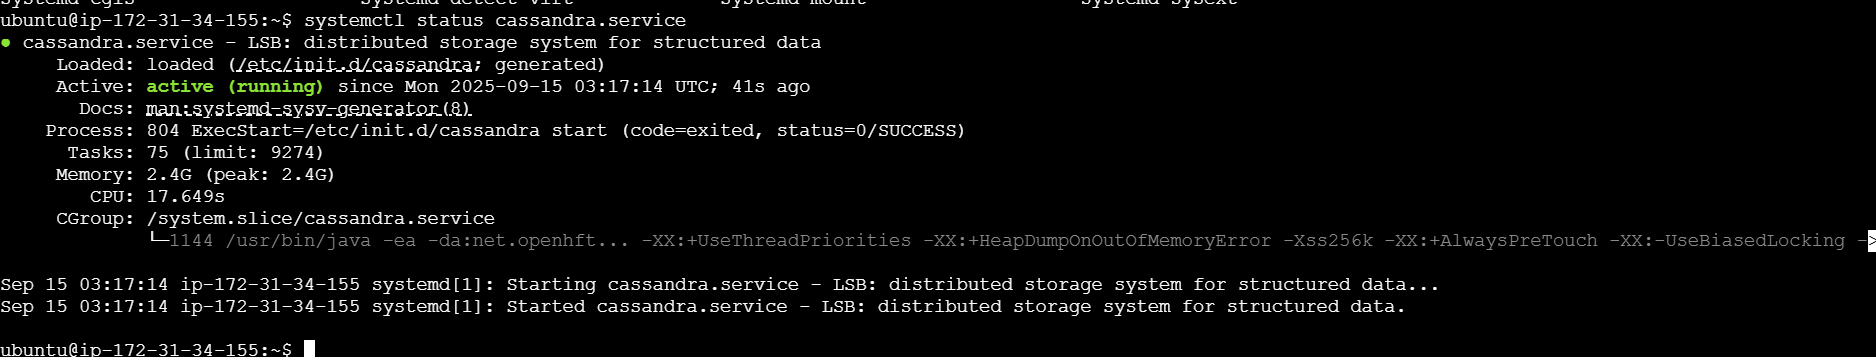 systemd-cgls systemd-detect-virt systemd-mount systemd-sysext
ubuntu@ip-172-31-34-155:~$ systemctl status cassandra.service
● cassandra.service - LSB: distributed storage system for structured data
Loaded: loaded (/etc/init.d/cassandra; generated)
Active: active (running) since Mon 2025-09-15 03:17:14 UTC; 41s ago
Docs: man:systemd-sysv-generator(8)
Process: 804 ExecStart=/etc/init.d/cassandra start (code=exited, status=0/SUCCESS)
Tasks: 75 (limit: 9274)
Memory: 2.4G (peak: 2.4G)
CPU: 17.649s
CGroup: /system.slice/cassandra.service
└─1144 /usr/bin/java -ea -da:net.openhft... -XX:+UseThreadPriorities -XX:+HeapDumpOnOutOfMemoryError -Xss256k -XX:+AlwaysPreTouch -XX:-UseBiasedLocking ->
Sep 15 03:17:14 ip-172-31-34-155 systemd[1]: Starting cassandra.service - LSB: distributed storage system for structured data...
Sep 15 03:17:14 ip-172-31-34-155 systemd[1]: Started cassandra.service - LSB: distributed storage system for structured data.
ubuntu@ip-172-31-34-155:~$